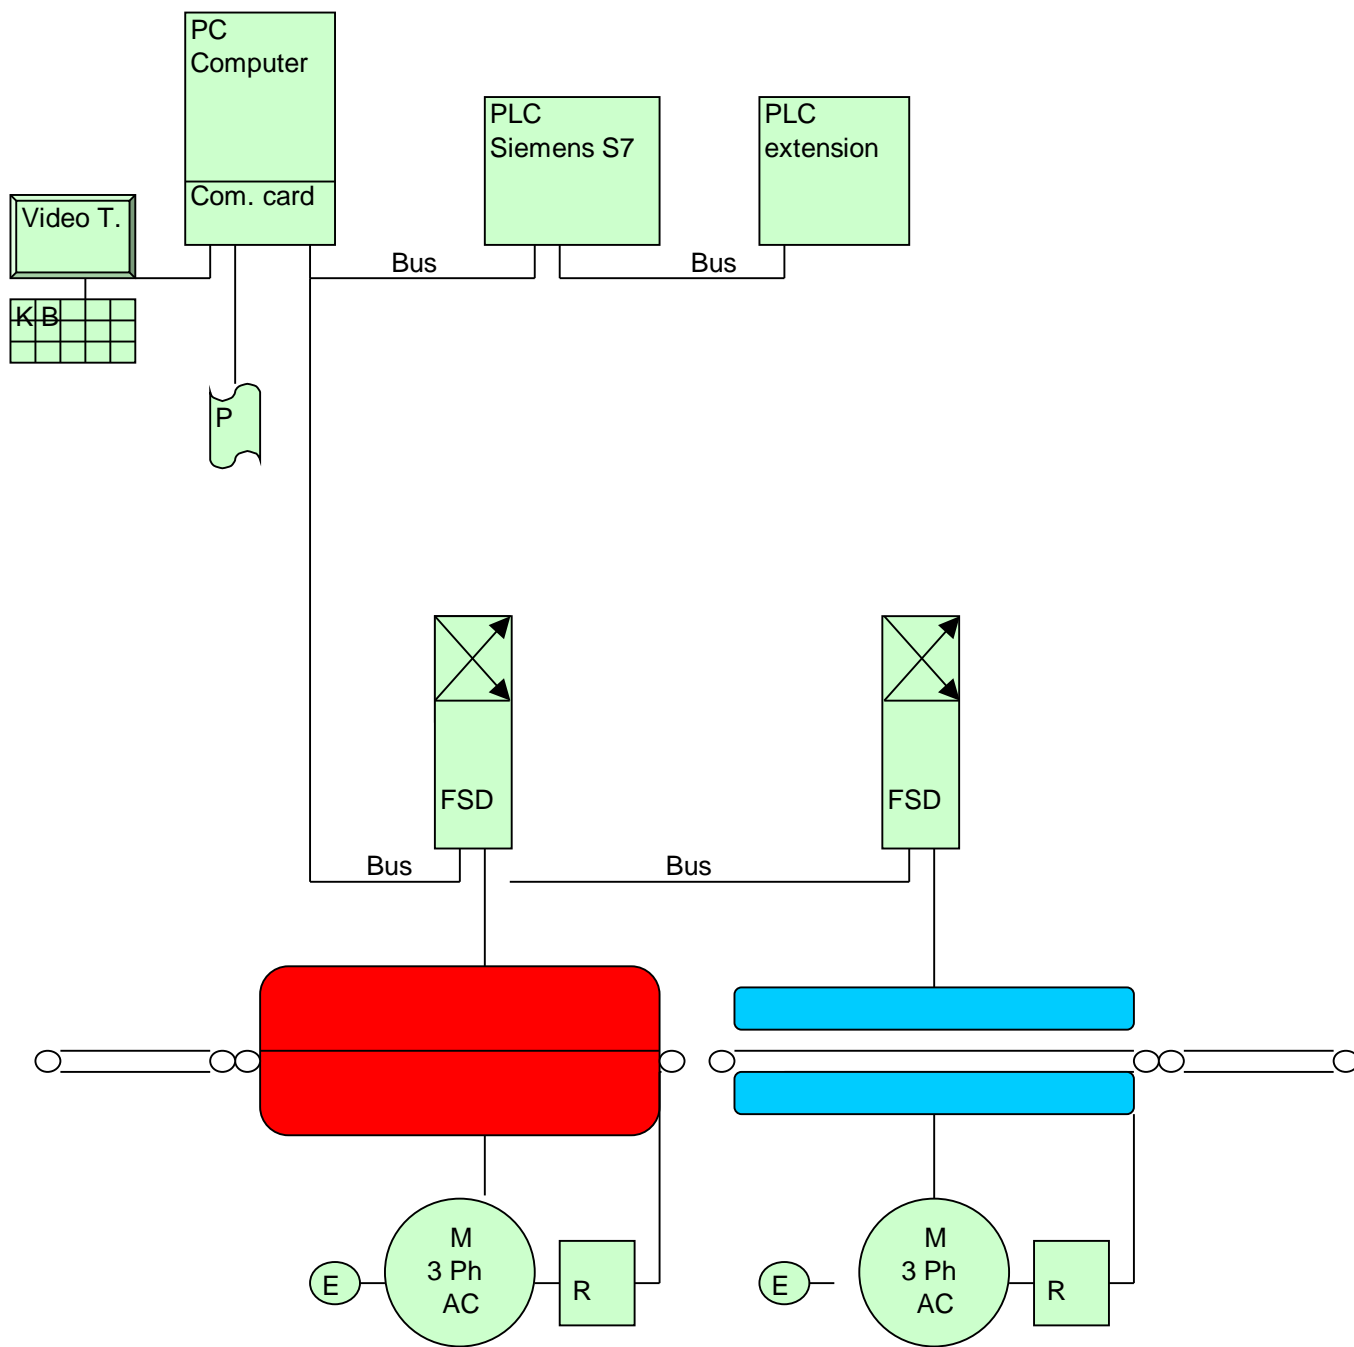 PC
Computer
Com. card
PLC
Siemens S7
PLC
extension
Video T.
K B
Bus
Bus
P
FSD
FSD
Bus
Bus
M
3 Ph
AC
E
R
M
3 Ph
AC
E
R